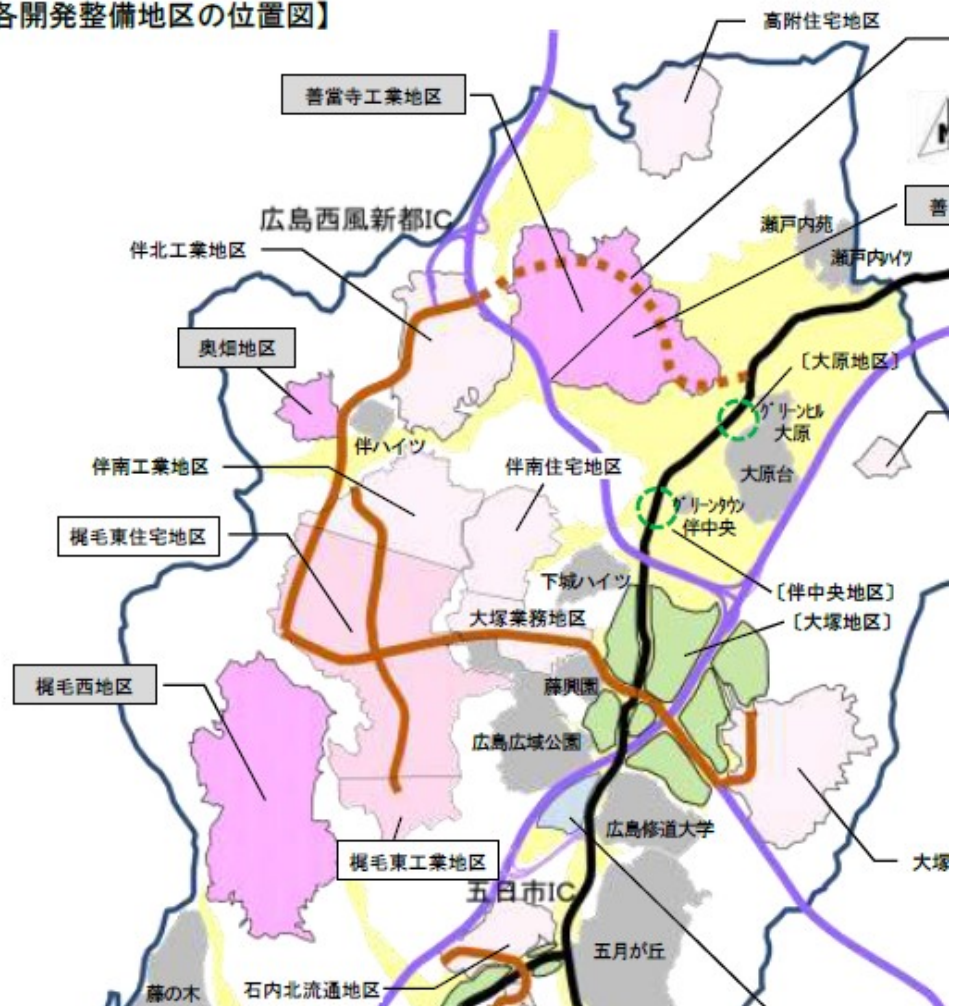 各開発整備地区の位置図】
高附住宅地区
善當寺工業地区
N
善
広島西風新都IC
瀬戸内苑
伴北工業地区
瀬戸内ハイツ
奥畑地区
〔大原地区〕
グリーンヒル
大原
伴ハイツ
伴南工業地区
伴南住宅地区
大原台
グリーンタウン
伴中央
梶毛東住宅地区
下城ハイツ
〔伴中央地区〕
大塚業務地区
〔大塚地区〕
梶毛西地区
藤興園
広島広域公園
広島修道大学
梶毛東工業地区
大塚
五日市IC
五月が丘
石内北流通地区
藤の木